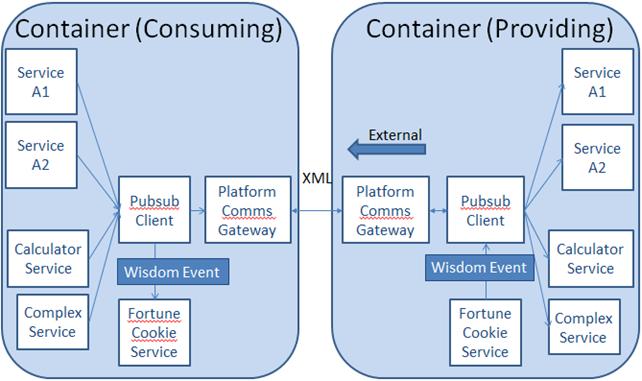 Container (Consuming)
Service
A1
Service
A2
Pubsub
Client
Platform
Comms
Gateway
Calculator
Service
Wisdom Event
Complex
Service
Fortune
Cookie
Service
XML
Container (Providing)
Service
A1
External
Service
A2
Platform
Comms
Gateway
Pubsub
Client
Calculator
Service
Wisdom Event
Fortune
Cookie
Service
Complex
Service